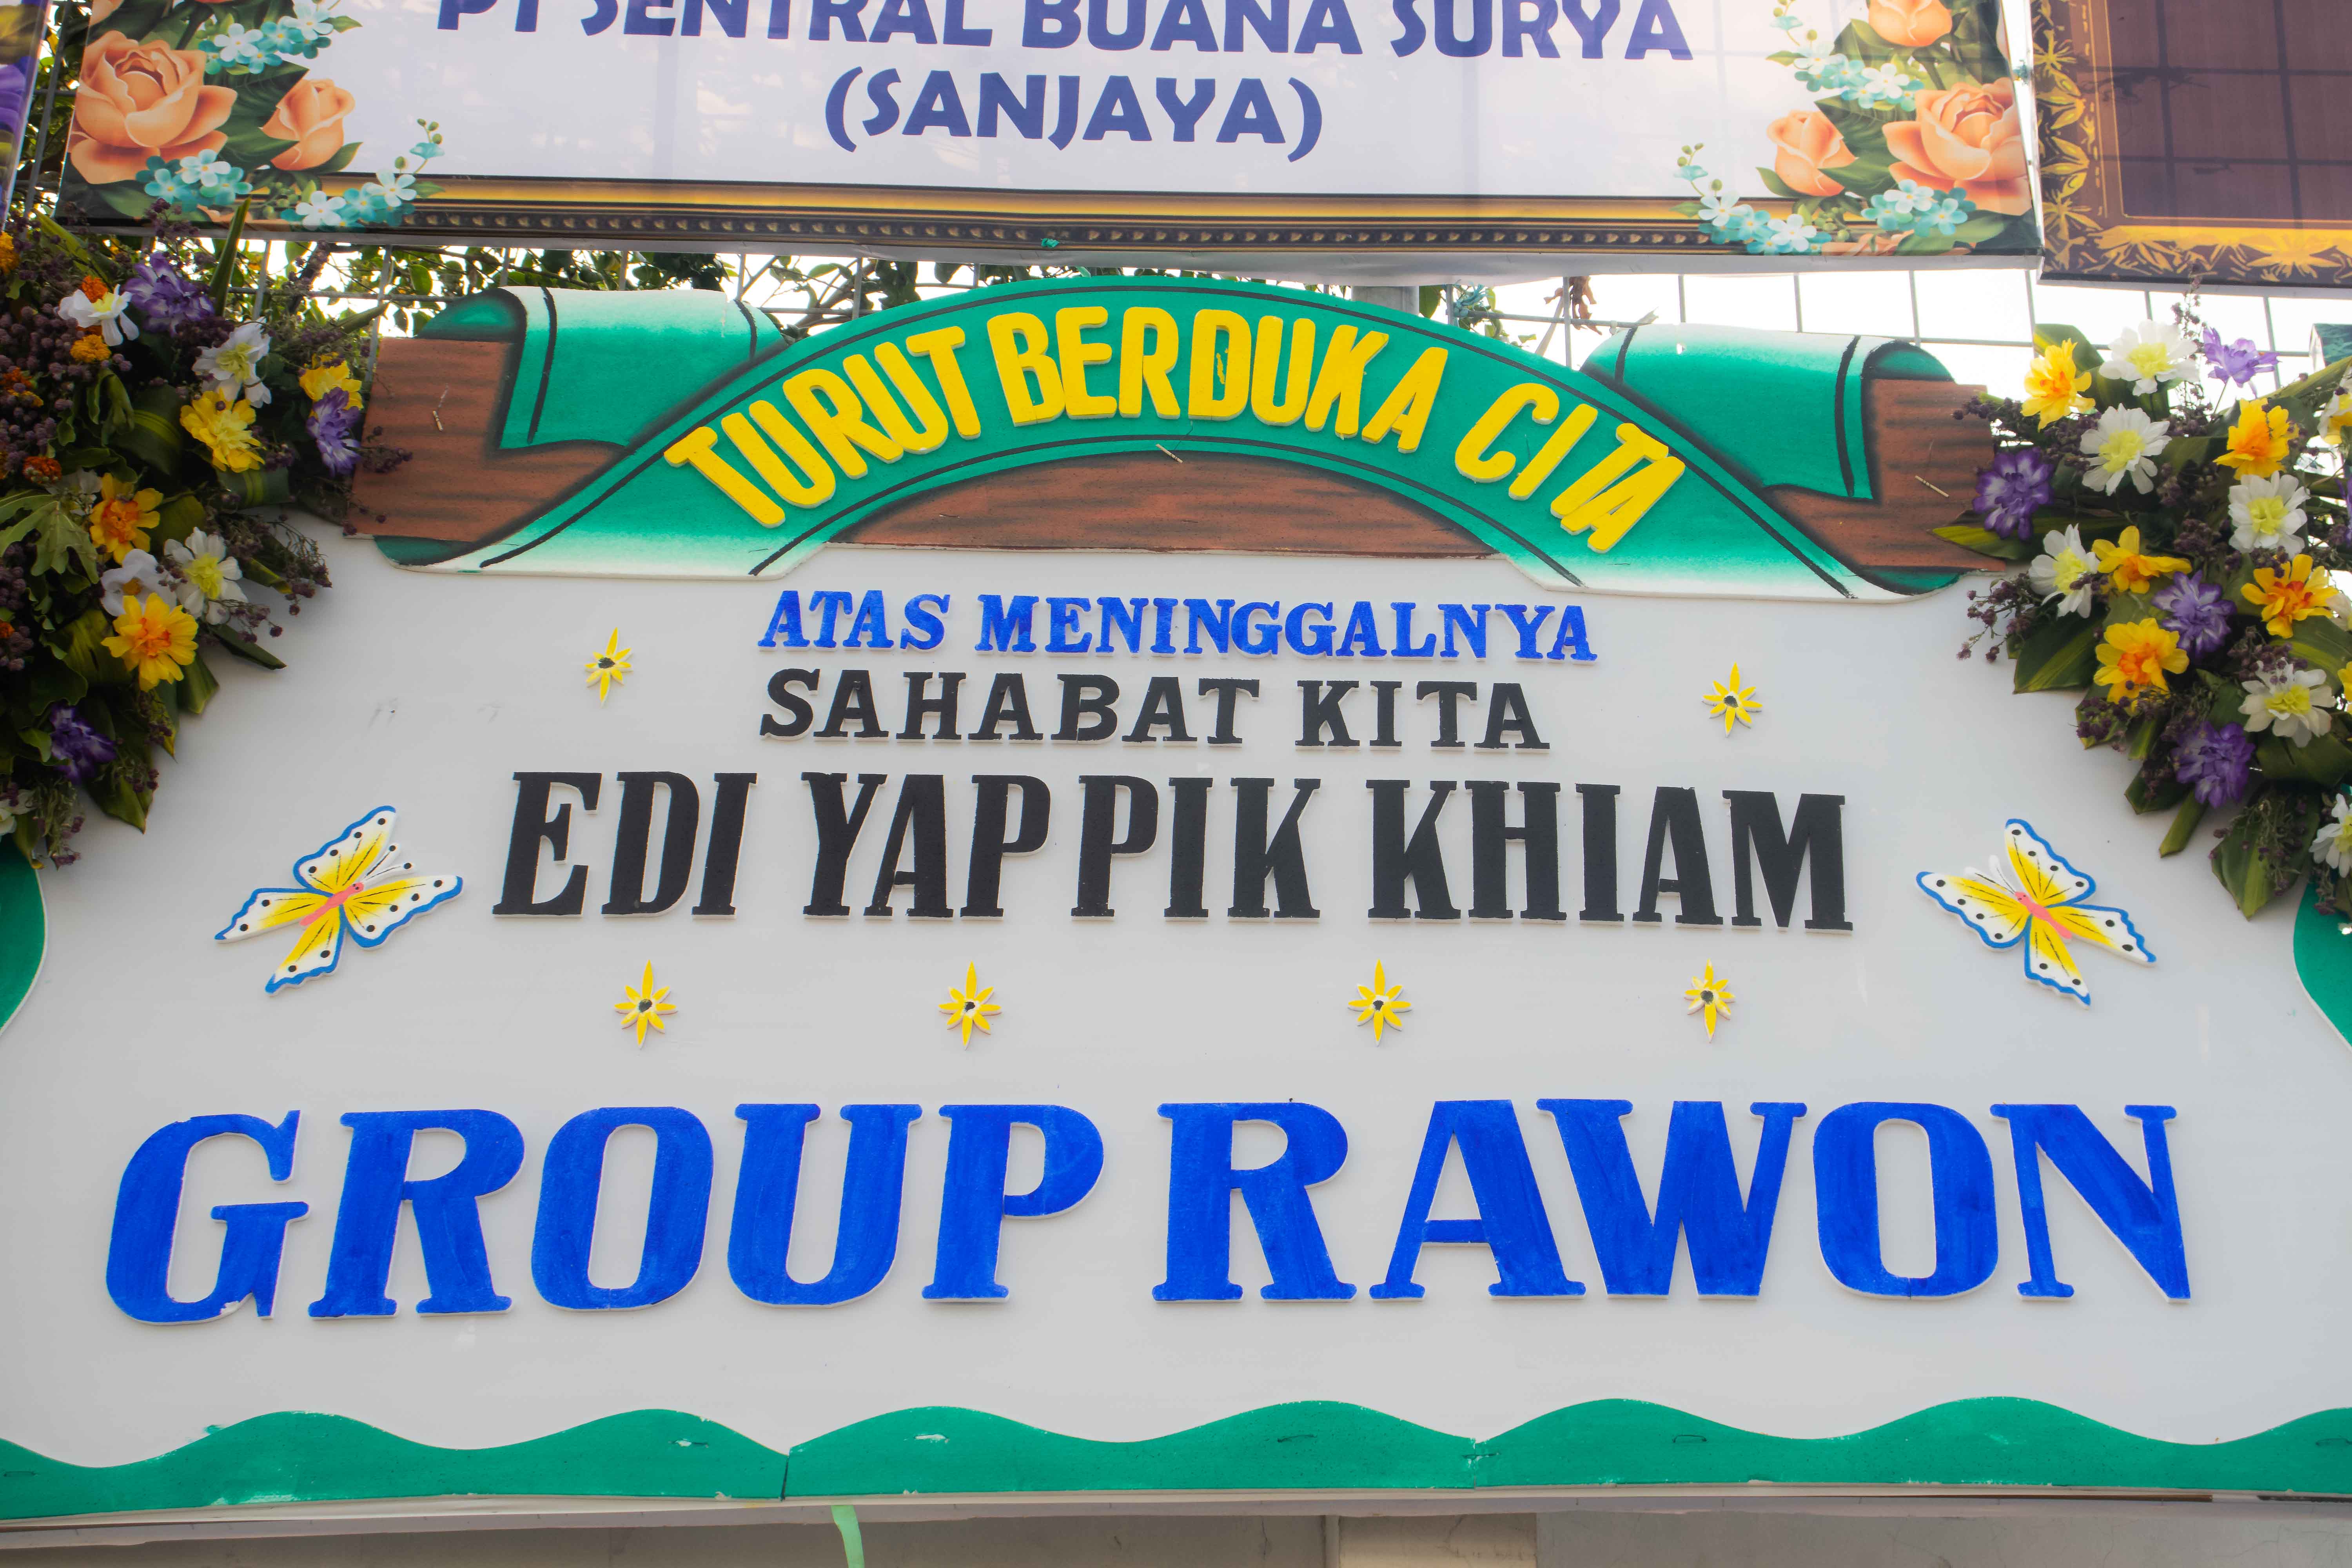 PT SENTRAL BUANA SURYA
(SANJAYA)
TURUT BERDUKA CITA
ATAS MENINGGALNYA
SAHABAT KITA
EDI YAP PIK KHIAM
GROUP RAWON